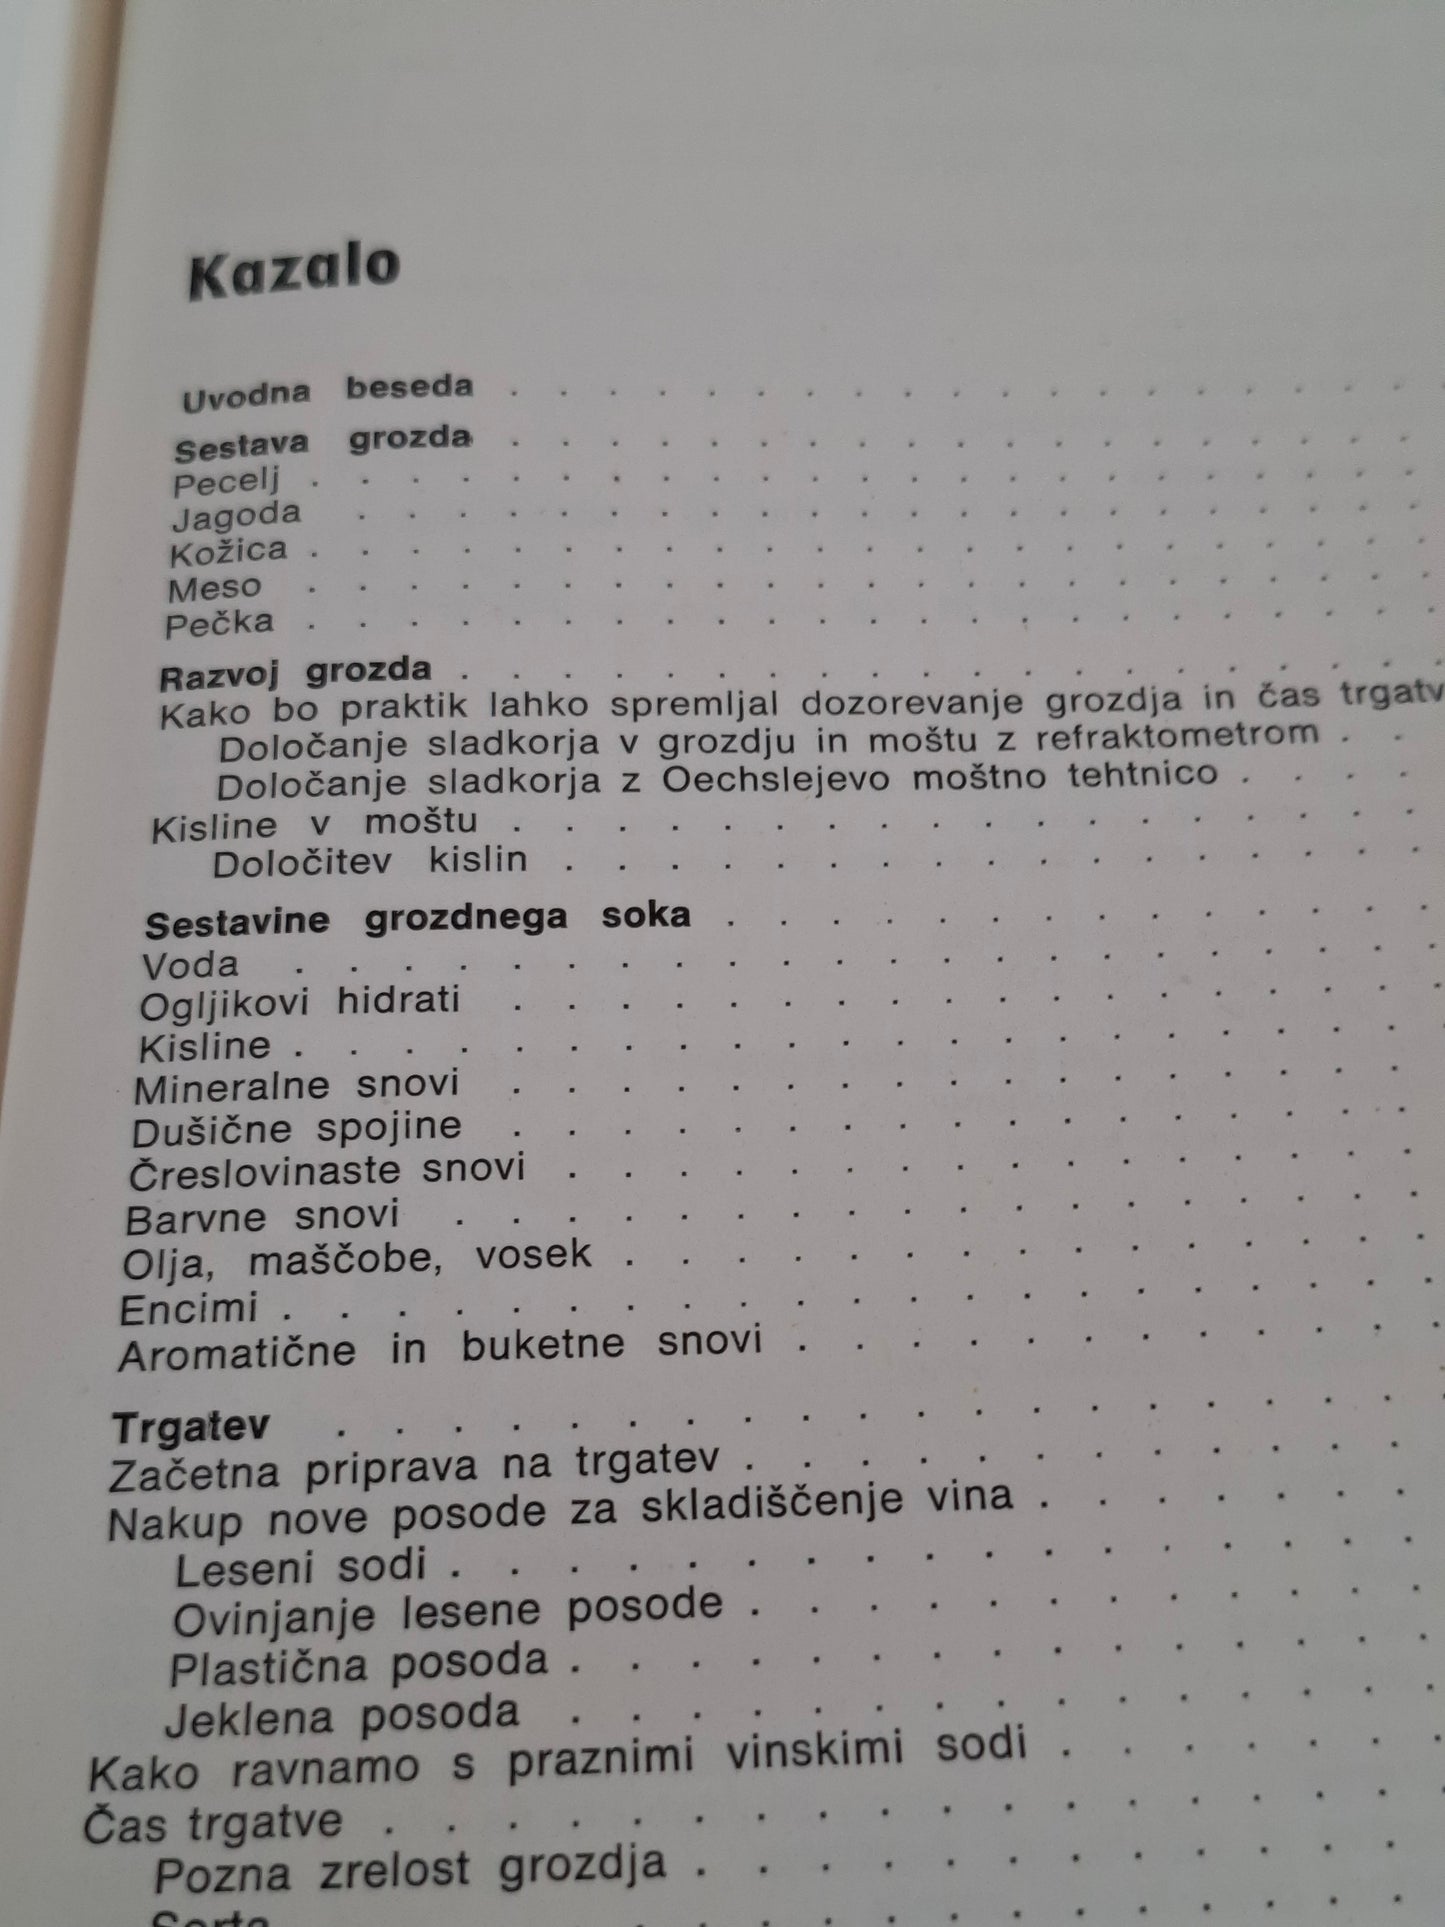 Kazalo
Uvodna beseda . . . . . . . . . . . . . . . . . . .
Sestava grozda . . . . . . . . . . . . . . . . . . .
Pecelj . . . . . . . . . . . . . . . . . . . . . .
Jagoda . . . . . . . . . . . . . . . . . . . . . .
Kožica . . . . . . . . . . . . . . . . . . . . . .
Meso . . . . . . . . . . . . . . . . . . . . . .
Pečka . . . . . . . . . . . . . . . . . . . . . .
Razvoj grozda . . . . . . . . . . . . . . . . . . .
Kako bo praktik lahko spremljal dozorevanje grozdja in čas trgatv
Določanje sladkorja v grozdju in moštu z refraktometrom . .
Določanje sladkorja z Oechslejevo moštno tehtnico . . . .
Kisline v moštu . . . . . . . . . . . . . . . . . .
Določitev kislin . . . . . . . . . . . . . . . . .
Sestavine grozdnega soka . . . . . . . . . . . . . .
Voda . . . . . . . . . . . . . . . . . . . . . .
Ogljikovi hidrati . . . . . . . . . . . . . . . . . .
Kisline . . . . . . . . . . . . . . . . . . . . .
Mineralne snovi . . . . . . . . . . . . . . . . .
Dušične spojine . . . . . . . . . . . . . . . . .
Čreslovinaste snovi . . . . . . . . . . . . . . . .
Barvne snovi . . . . . . . . . . . . . . . . . .
Olja, maščobe, vosek . . . . . . . . . . . . . . .
Encimi . . . . . . . . . . . . . . . . . . . . .
Aromatične in buketne snovi . . . . . . . . . . .
Trgatev . . . . . . . . . . . . . . . . . . .
Začetna priprava na trgatev . . . . . . . . . . . .
Nakup nove posode za skladiščenje vina . . . . . . .
Leseni sodi . . . . . . . . . . . . . . . . .
Ovinjanje lesene posode . . . . . . . . . . . .
Plastična posoda . . . . . . . . . . . . . . .
Jeklena posoda . . . . . . . . . . . . . . .
Kako ravnamo s praznimi vinskimi sodi . . . . . . .
Čas trgatve . . . . . . . . . . . . . . . . . .
Pozna zrelost grozdja . . . . . . . . . . . .